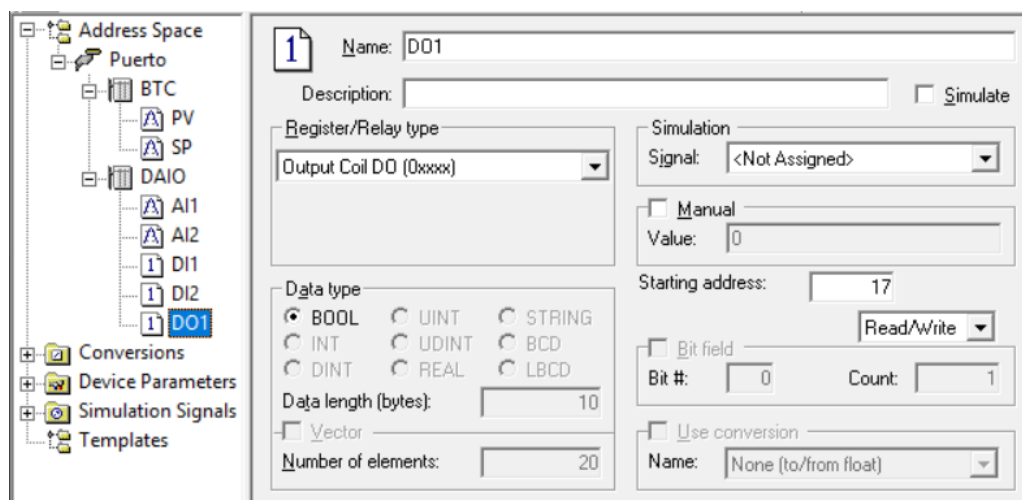 Address Space
Puerto
BTC
PV
SP
DAIO
AI1
AI2
DI1
DI2
DO1
Conversions
Device Parameters
Simulation Signals
Templates
1 Name: DO1
Description: Simulate
Register/Relay type
Output Coil DO (0xxxx)
Simulation
Signal: <Not Assigned>
Manual
Value: 0
Starting address: 17
Read/Write
Data type
BOOL UINT STRING
INT UDINT BCD
DINT REAL LBCD
Data length (bytes): 10
Vector
Number of elements: 20
Bit field
Bit #: 0 Count: 1
Use conversion
Name: None (to/from float)